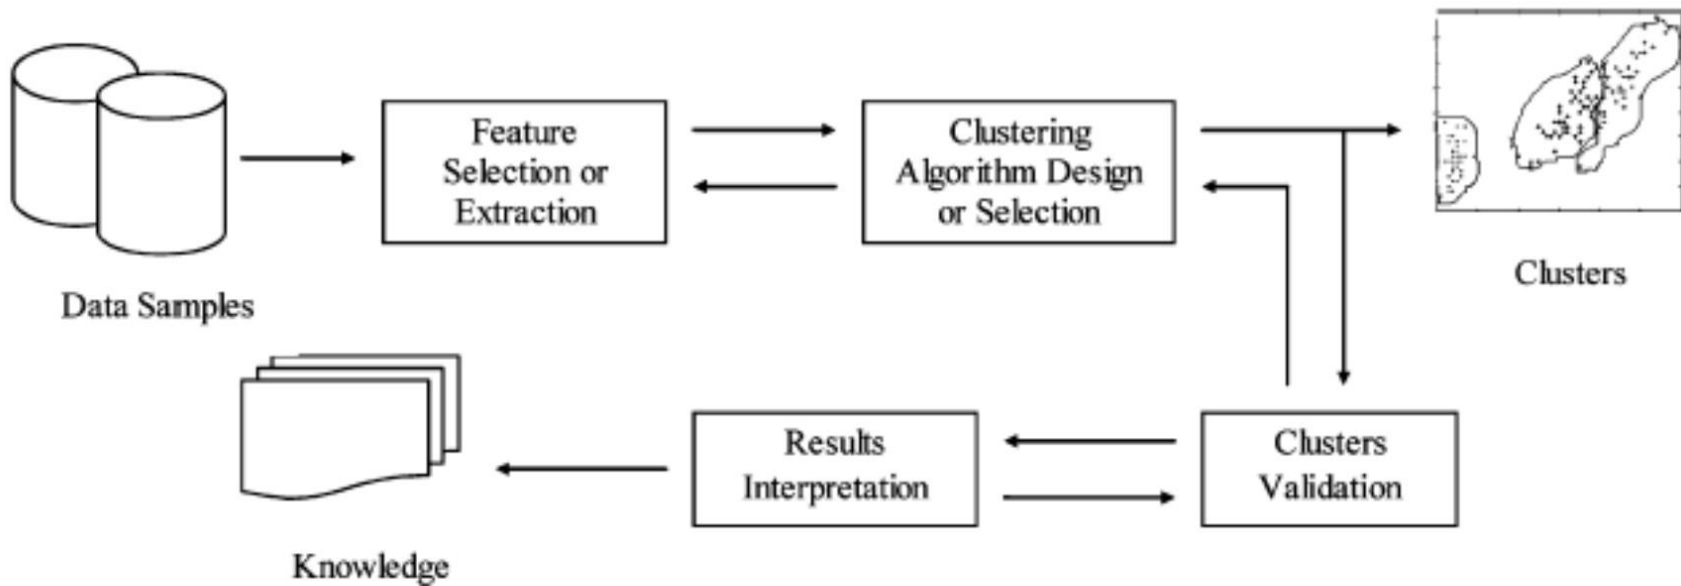 Feature
Selection or
Extraction
Clustering
Algorithm Design
or Selection
Clusters
Data Samples
Results
Interpretation
Clusters
Validation
Knowledge